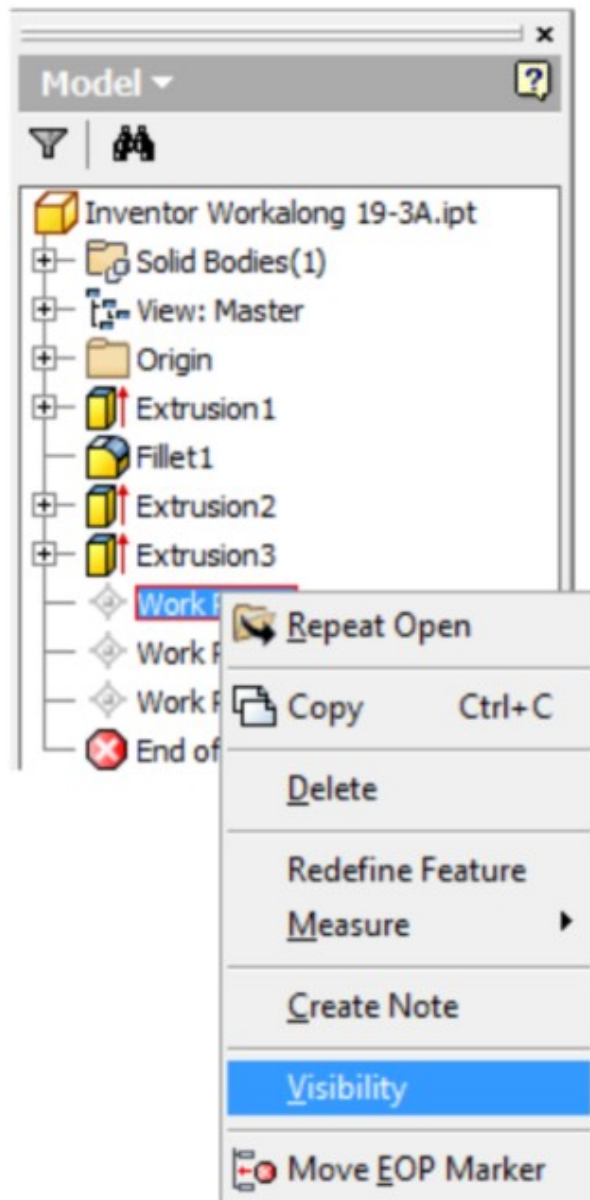 Model
Inventor Workalong 19-3A.ipt
Solid Bodies(1)
View: Master
Origin
Extrusion1
Fillet1
Extrusion2
Extrusion3
Work
Work
Work
End of
Repeat Open
Copy Ctrl+C
Delete
Redefine Feature
Measure
Create Note
Visibility
Move EOP Marker